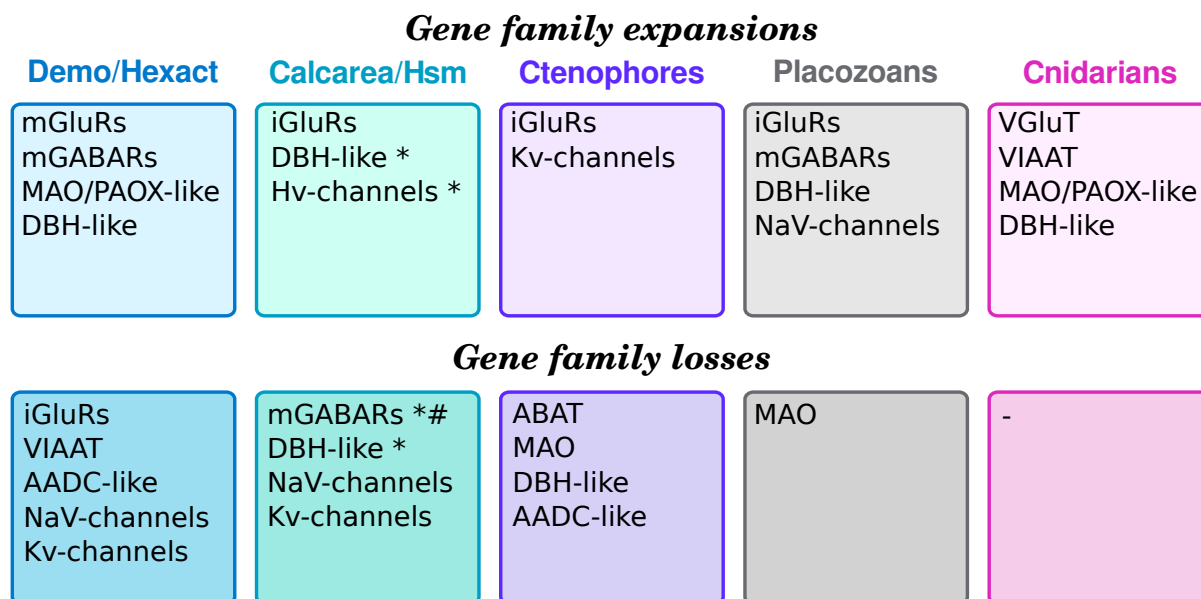 Gene family expansions
Demo/Hexact
mGluRs
mGABARs
MAO/PAOX-like
DBH-like
Calcarea/Hsm
iGluRs
DBH-like *
Hv-channels *
Ctenophores
iGluRs
Kv-channels
Placozoans
iGluRs
mGABARs
DBH-like
NaV-channels
Cnidarians
VGluT
VIAAT
MAO/PAOX-like
DBH-like
Gene family losses
iGluRs
VIAAT
AADC-like
NaV-channels
Kv-channels
mGABARs *#
DBH-like *
NaV-channels
Kv-channels
ABAT
MAO
DBH-like
AADC-like
MAO
-